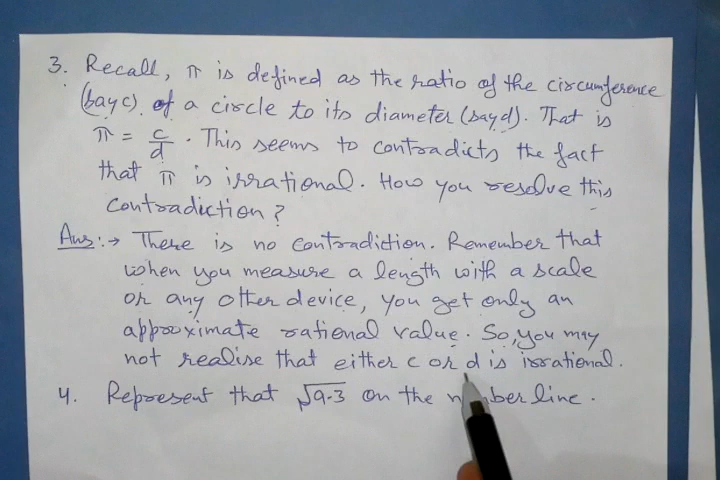 3. Recall, π is defined as the ratio of the circumference
(say c). of a circle to its diameter (say d). That is
π = c/d. This seems to contradicts the fact
that π is irrational. How you resolve this
contradiction?
Ans:→ There is no contradiction. Remember that
when you measure a length with a scale
or any other device, you get only an
approximate rational value. So, you may
not realise that either c or d is irrational.
4. Represent that √9.3 on the line.